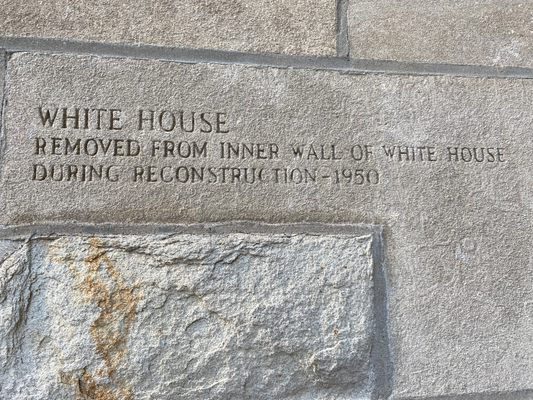 WHITE HOUSE
REMOVED FROM INNER WALL OF WHITE HOUSE
DURING RECONSTRUCTION-1950